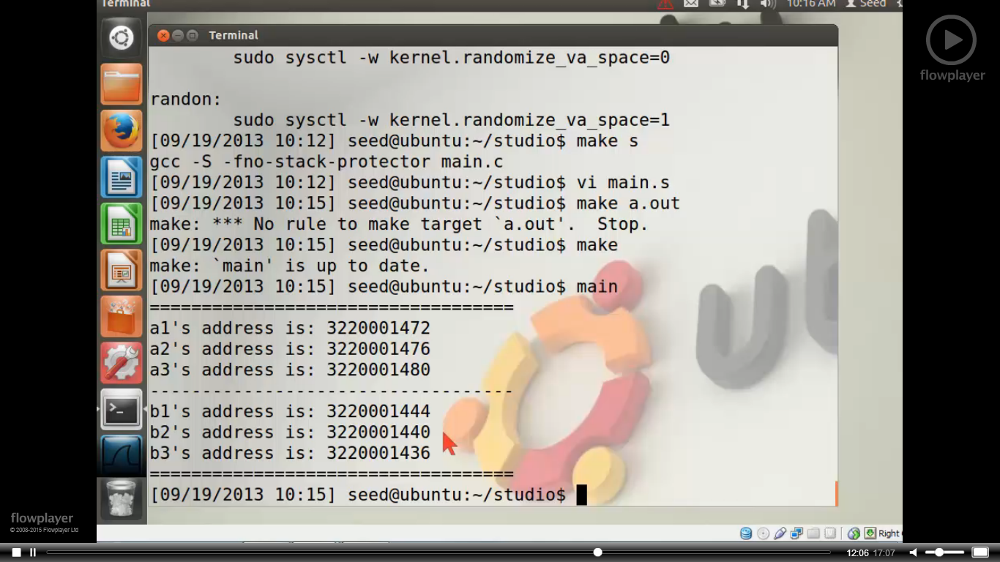 Terminal
10:16 AM Seed
Terminal
sudo sysctl -w kernel.randomize_va_space=0
randon:
sudo sysctl -w kernel.randomize_va_space=1
[09/19/2013 10:12] seed@ubuntu:~/studio$ make s
gcc -S -fno-stack-protector main.c
[09/19/2013 10:12] seed@ubuntu:~/studio$ vi main.s
[09/19/2013 10:15] seed@ubuntu:~/studio$ make a.out
make: *** No rule to make target `a.out'.  Stop.
[09/19/2013 10:15] seed@ubuntu:~/studio$ make
make: `main' is up to date.
[09/19/2013 10:15] seed@ubuntu:~/studio$ main
===================================
a1's address is: 3220001472
a2's address is: 3220001476
a3's address is: 3220001480
-----------------------------------
b1's address is: 3220001444
b2's address is: 3220001440
b3's address is: 3220001436
===================================
[09/19/2013 10:15] seed@ubuntu:~/studio$
ub
flowplayer
flowplayer
© 2008-2015 Flowplayer Ltd
Right
12:06 17:07